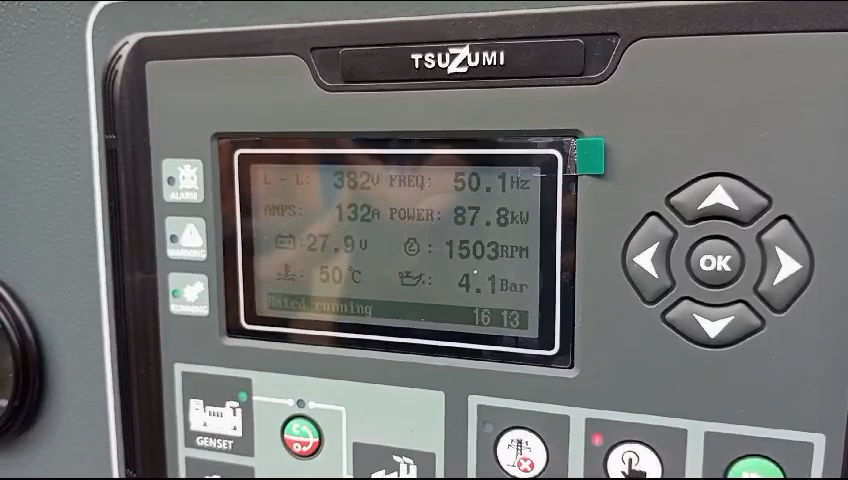 TSUZUMI
L - L: 382V FREQ: 50.1Hz
AMPS: 132A POWER: 87.8kW
:27.9V : 1503RPM
: 50℃ : 4.1Bar
Rated running 16 13
ALARM
WARNING
RUNNING
OK
GENSET